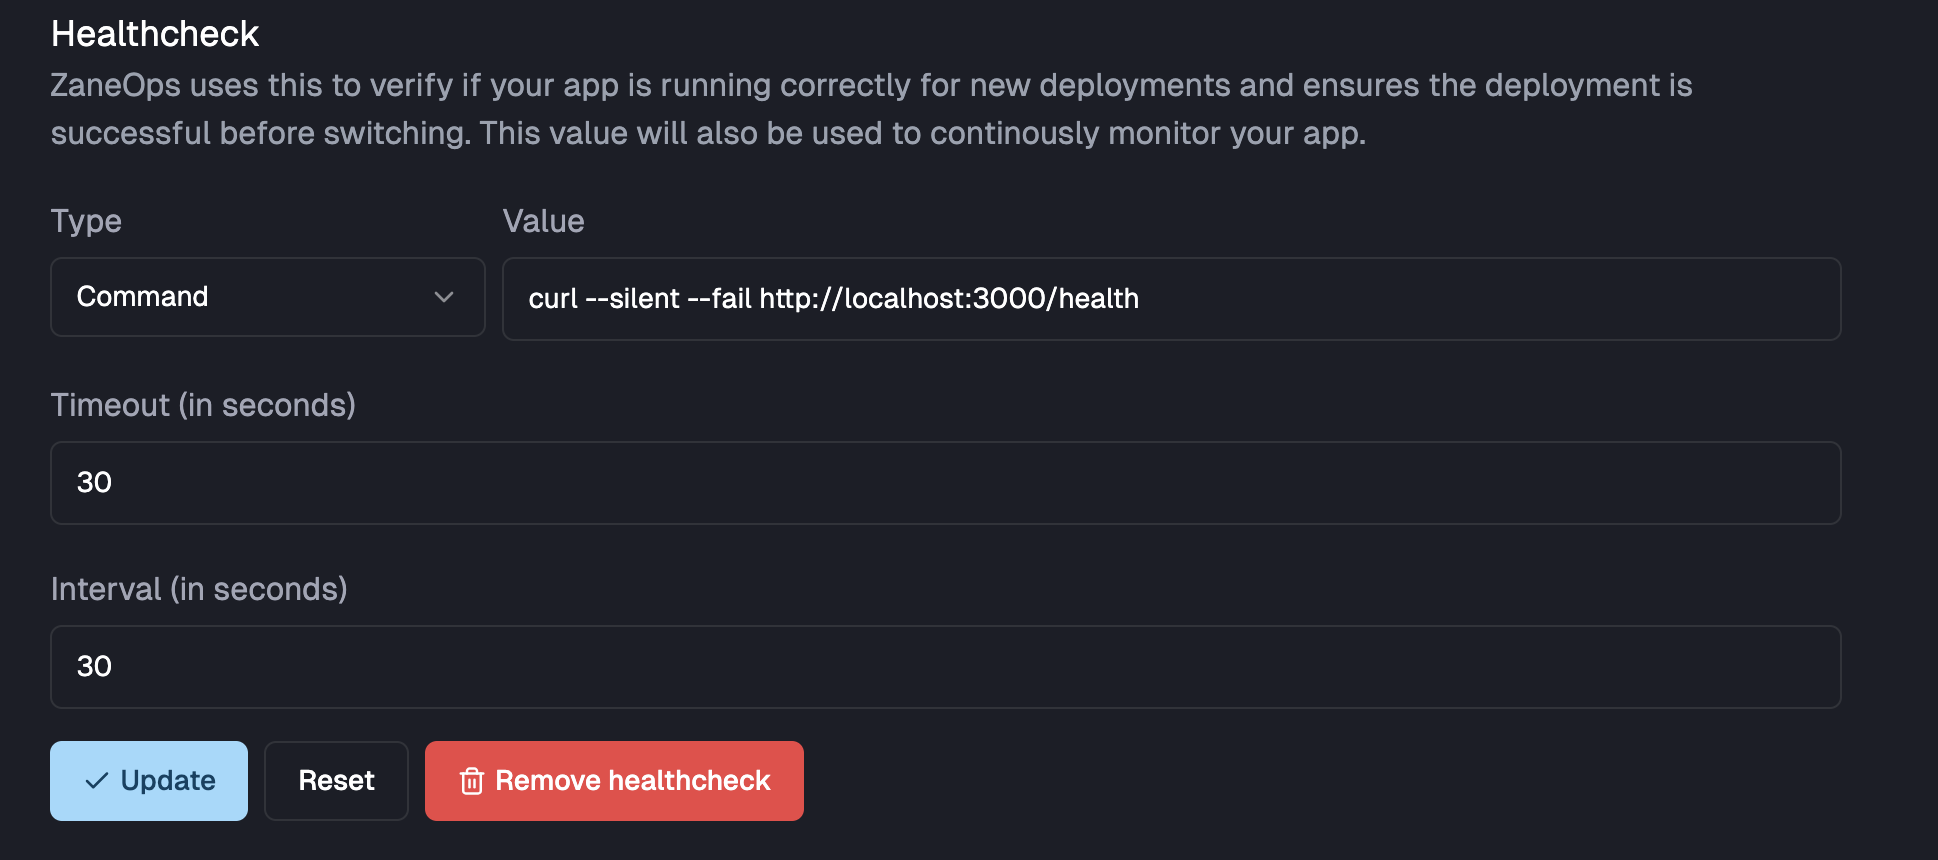 Healthcheck
ZaneOps uses this to verify if your app is running correctly for new deployments and ensures the deployment is
successful before switching. This value will also be used to continously monitor your app.
Type
Value
Command
curl --silent --fail http://localhost:3000/health
Timeout (in seconds)
30
Interval (in seconds)
30
Update
Reset
Remove healthcheck